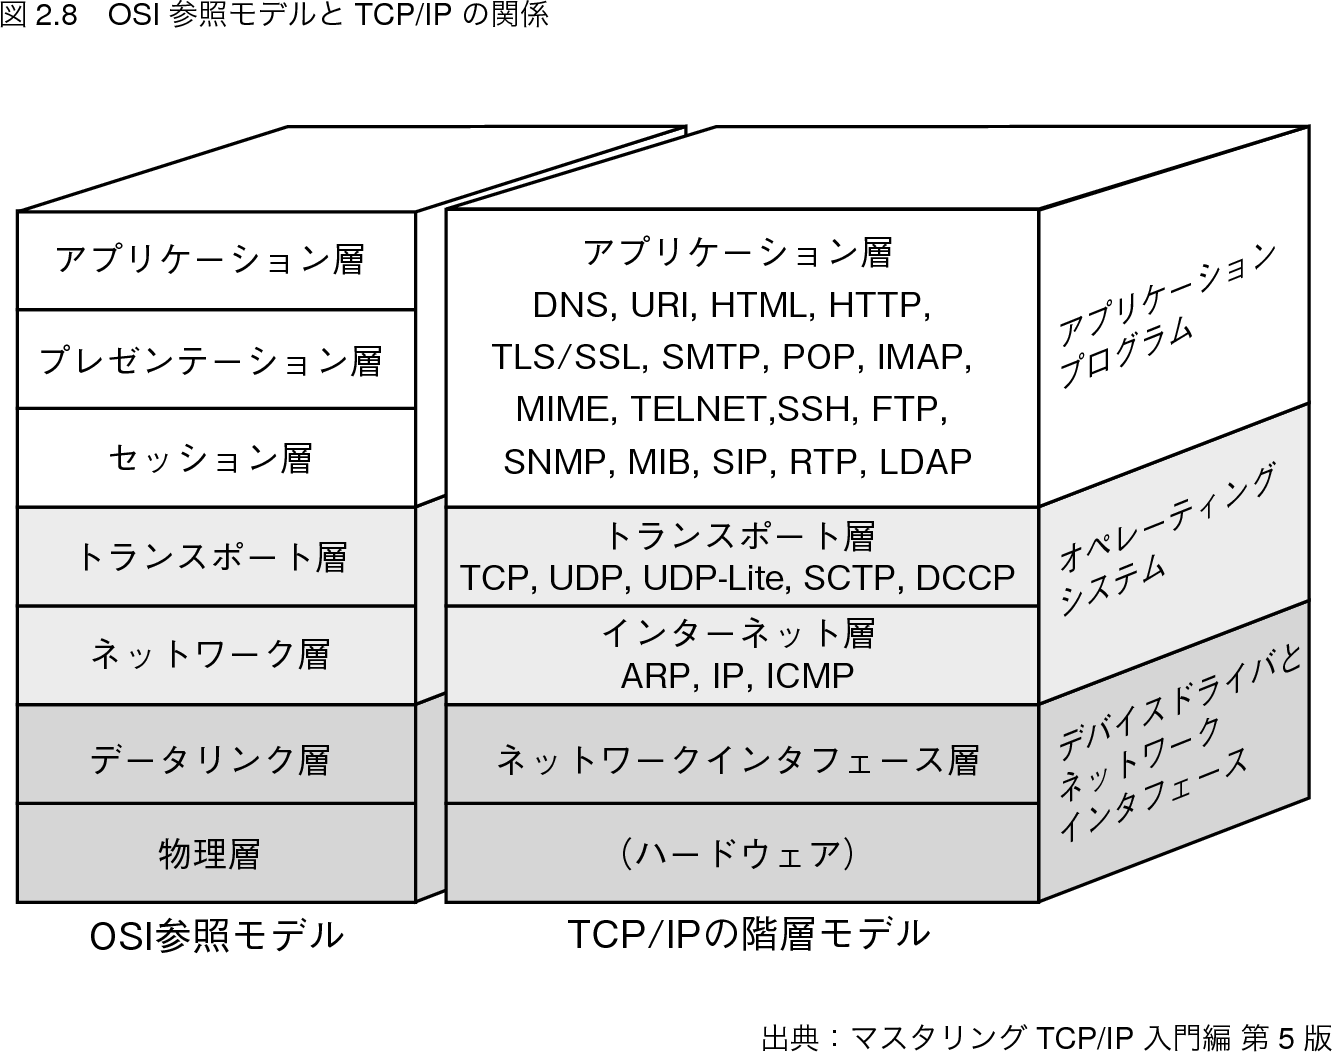 図 2.8　OSI 参照モデルと TCP/IP の関係
アプリケーション層
プレゼンテーション層
セッション層
トランスポート層
ネットワーク層
データリンク層
物理層
OSI参照モデル
アプリケーション層
DNS, URI, HTML, HTTP,
TLS/SSL, SMTP, POP, IMAP,
MIME, TELNET,SSH, FTP,
SNMP, MIB, SIP, RTP, LDAP
トランスポート層
TCP, UDP, UDP-Lite, SCTP, DCCP
インターネット層
ARP, IP, ICMP
ネットワークインタフェース層
（ハードウェア）
TCP/IPの階層モデル
アプリケーション
プログラム
オペレーティング
システム
デバイスドライバと
ネットワーク
インタフェース
出典：マスタリング TCP/IP 入門編 第 5 版